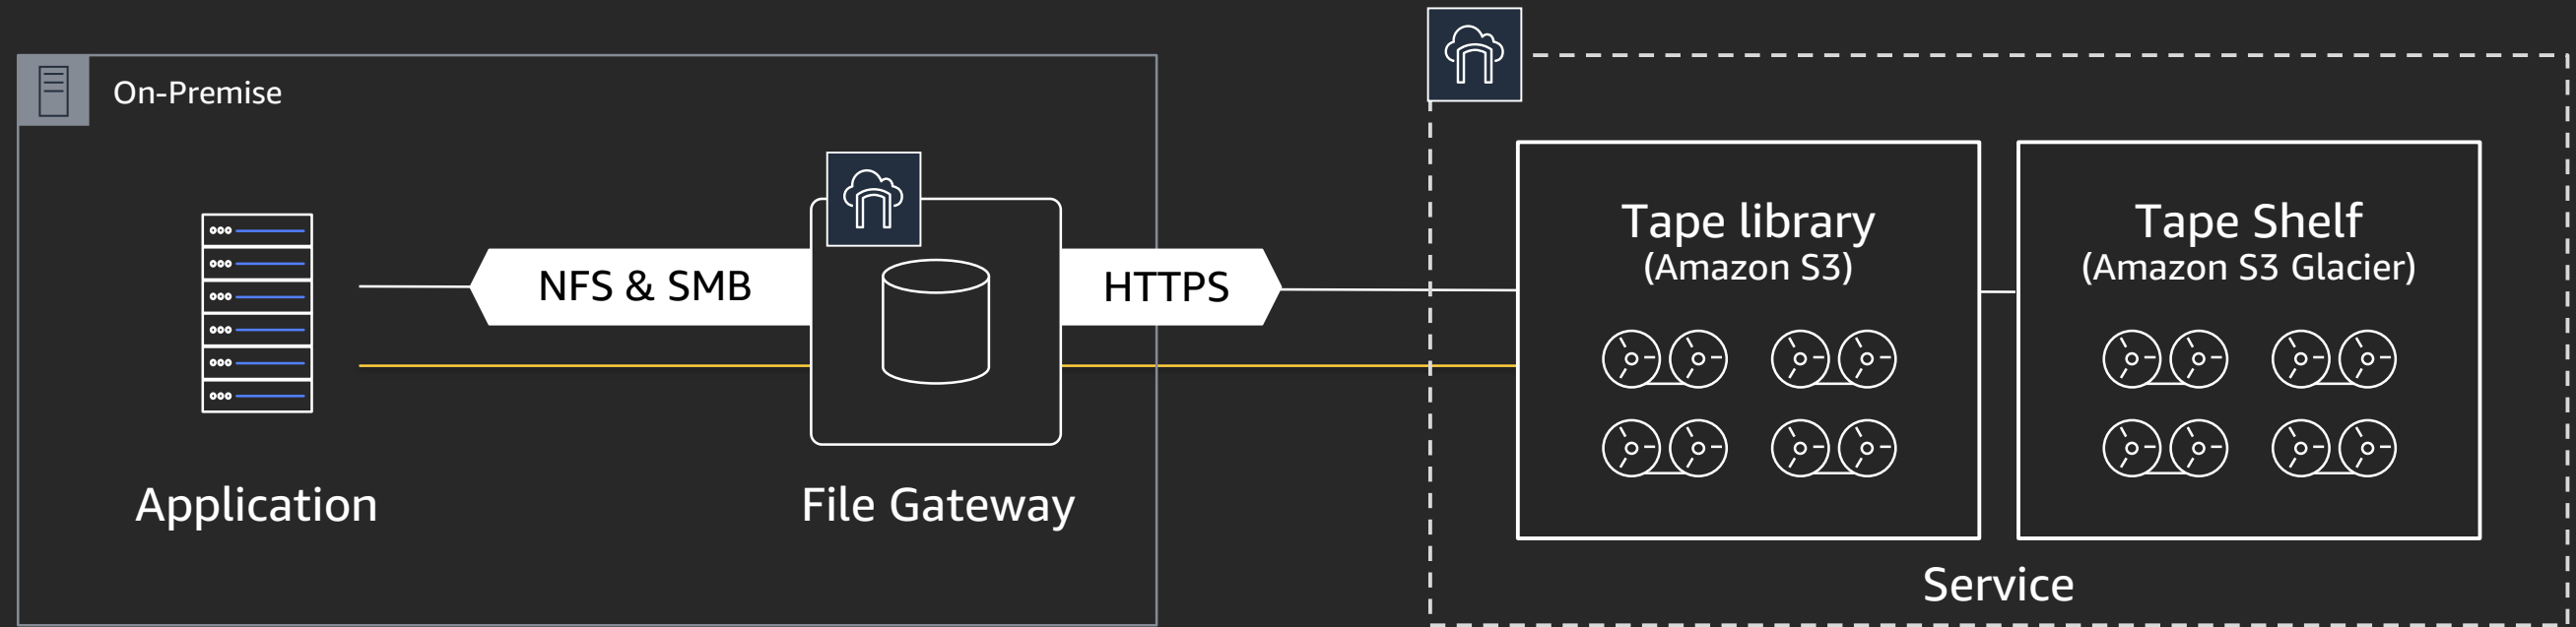 On-Premise
NFS & SMB
HTTPS
Application
File Gateway
Tape library
(Amazon S3)
Tape Shelf
(Amazon S3 Glacier)
Service